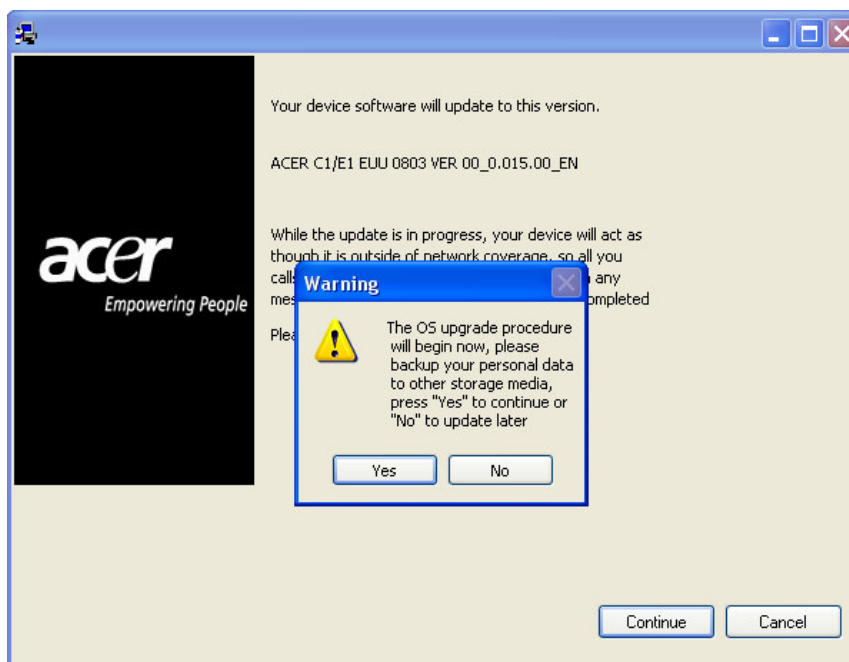 Your device software will update to this version.
ACER C1/E1 EUU 0803 VER 00_0.015.00_EN
While the update is in progress, your device will act as
though it is outside of network coverage, so all you
any
ompleted
acer
Empowering People
Warning
The OS upgrade procedure
will begin now, please
backup your personal data
to other storage media,
press "Yes" to continue or
"No" to update later
Yes
No
Continue
Cancel